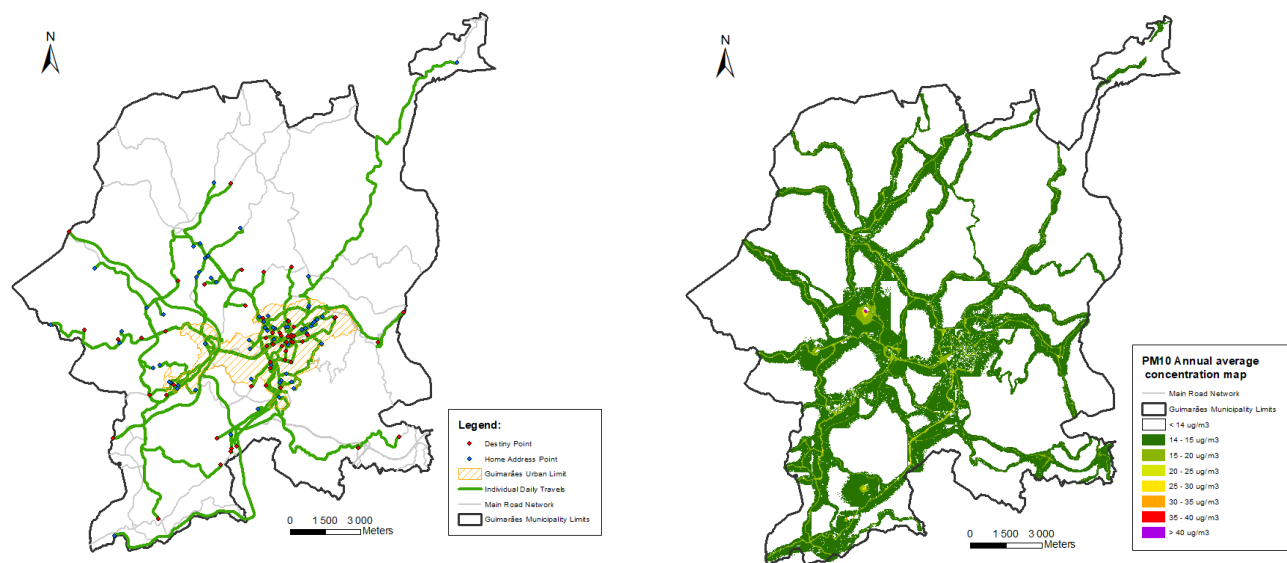 N
Legend:
Destiny Point
Home Address Point
Guimarães Urban Limit
Individual Daily Travels
Main Road Network
Guimarães Municipality Limits
0 1 500 3 000
Meters
N
PM10 Annual average
concentration map
Main Road Network
Guimarães Municipality Limits
< 14 ug/m3
14 - 15 ug/m3
15 - 20 ug/m3
20 - 25 ug/m3
25 - 30 ug/m3
30 - 35 ug/m3
35 - 40 ug/m3
> 40 ug/m3
0 1 500 3 000
Meters